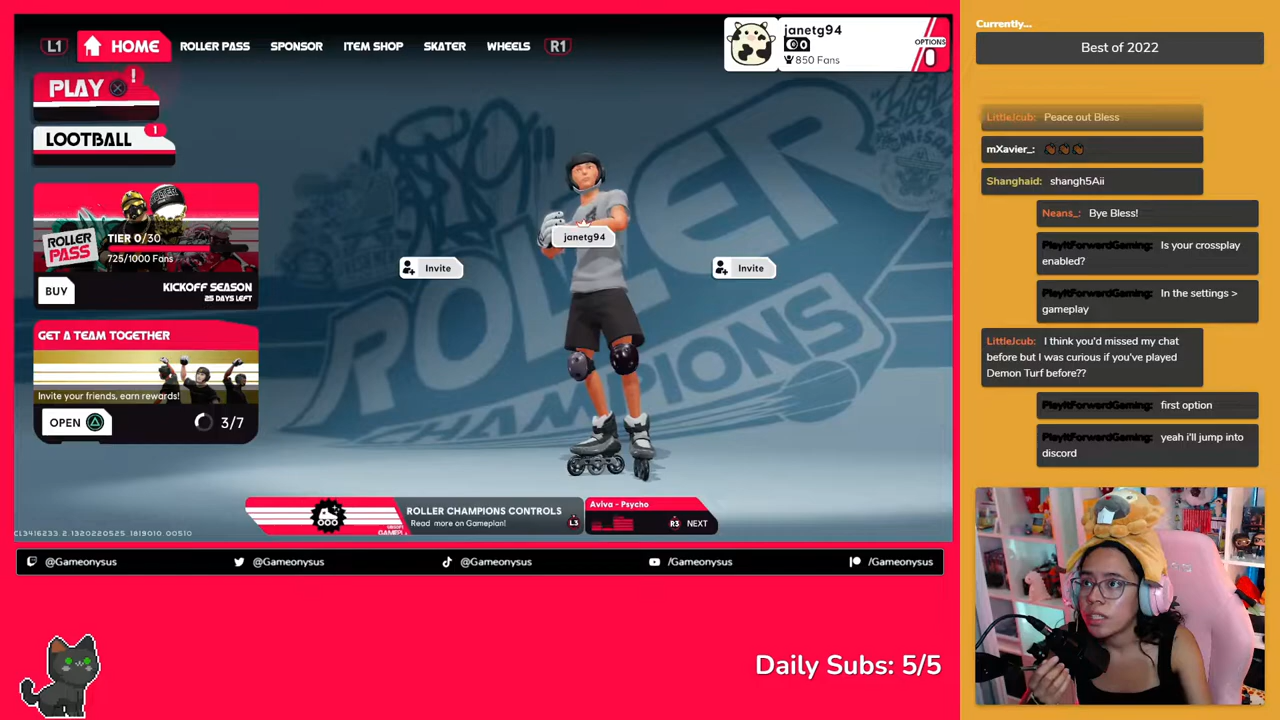 L1
HOME
ROLLER PASS
SPONSOR
ITEM SHOP
SKATER
WHEELS
R1
janetg94
0
850 Fans
OPTIONS
PLAY
!
LOOTBALL
1
ROLLER
PASS
TIER 0/30
725/1000 Fans
BUY
KICKOFF SEASON
25 DAYS LEFT
GET A TEAM TOGETHER
Invite your friends, earn rewards!
OPEN
3/7
Invite
janetg94
Invite
ROLLER
CHAMPIONS
ROLLER CHAMPIONS CONTROLS
Read more on Gameplan!
L3
Aviva - Psycho
R3 NEXT
@Gameonysus
@Gameonysus
@Gameonysus
/Gameonysus
/Gameonysus
Daily Subs: 5/5
Currently...
Best of 2022
LittleJcub: Peace out Bless
mXavier_:
Shanghaid: shangh5Aii
Neans_: Bye Bless!
PlayItForwardGaming: Is your crossplay
enabled?
PlayItForwardGaming: In the settings >
gameplay
LittleJcub: I think you'd missed my chat
before but I was curious if you've played
Demon Turf before??
PlayItForwardGaming: first option
PlayItForwardGaming: yeah i'll jump into
discord